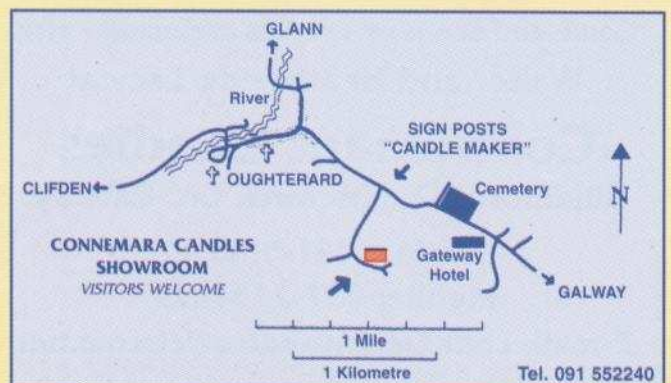 GLANN
River
SIGN POSTS
"CANDLE MAKER"
Cemetery
CLIFDEN
OUGHTERARD
N
CONNEMARA CANDLES
SHOWROOM
VISITORS WELCOME
Gateway
Hotel
GALWAY
1 Mile
1 Kilometre
Tel. 091 552240